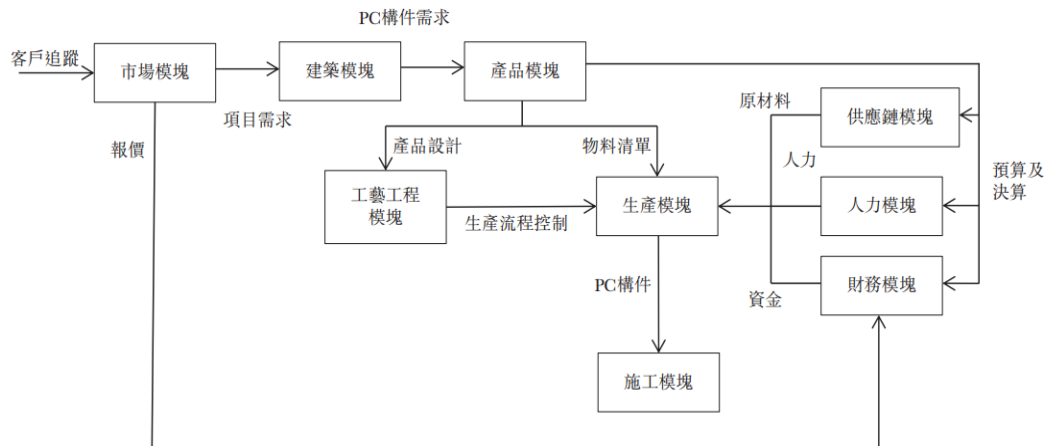 PC構件需求
客戶追蹤
市場模塊
建築模塊
產品模塊
項目需求
報價
原材料
供應鏈模塊
產品設計
物料清單
人力
預算及
決算
工藝工程
模塊
生產流程控制
生產模塊
人力模塊
PC構件
資金
財務模塊
施工模塊